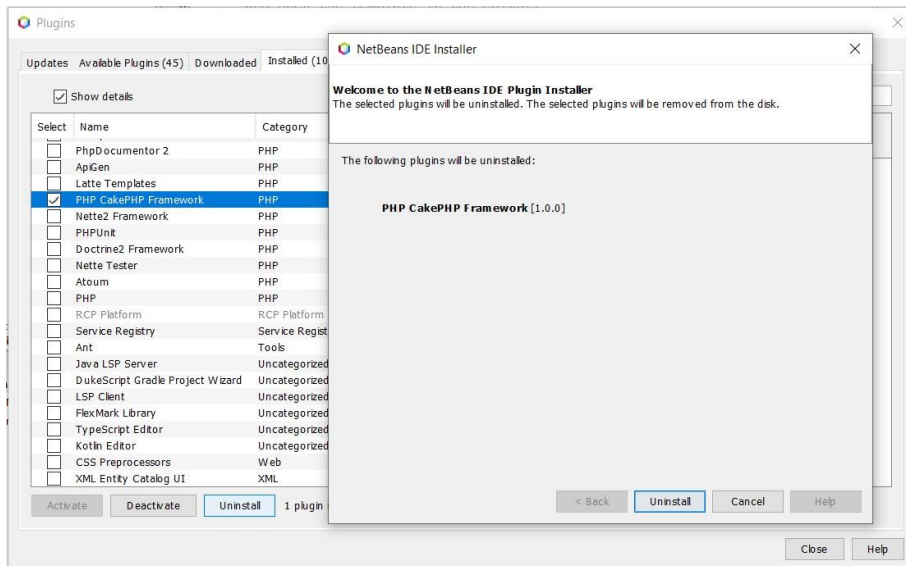 Plugins
Updates Available Plugins (45) Downloaded Installed (10
Show details
Select Name Category
PhpDocumentor 2 PHP
ApiGen PHP
Latte Templates PHP
PHP CakePHP Framework PHP
Nette2 Framework PHP
PHPUnit PHP
Doctrine2 Framework PHP
Nette Tester PHP
Atoum PHP
PHP PHP
RCP Platform RCP Platform
Service Registry Service Regist
Ant Tools
Java LSP Server Uncategorized
DukeScript Gradle Project Wizard Uncategorized
LSP Client Uncategorized
FlexMark Library Uncategorized
TypeScript Editor Uncategorized
Kotlin Editor Uncategorized
CSS Preprocessors Web
XML Entity Catalog UI XML
Activate Deactivate Uninstall 1 plugin
NetBeans IDE Installer
Welcome to the NetBeans IDE Plugin Installer
The selected plugins will be uninstalled. The selected plugins will be removed from the disk.
The following plugins will be uninstalled:
PHP CakePHP Framework [1.0.0]
< Back Uninstall Cancel Help
Close Help